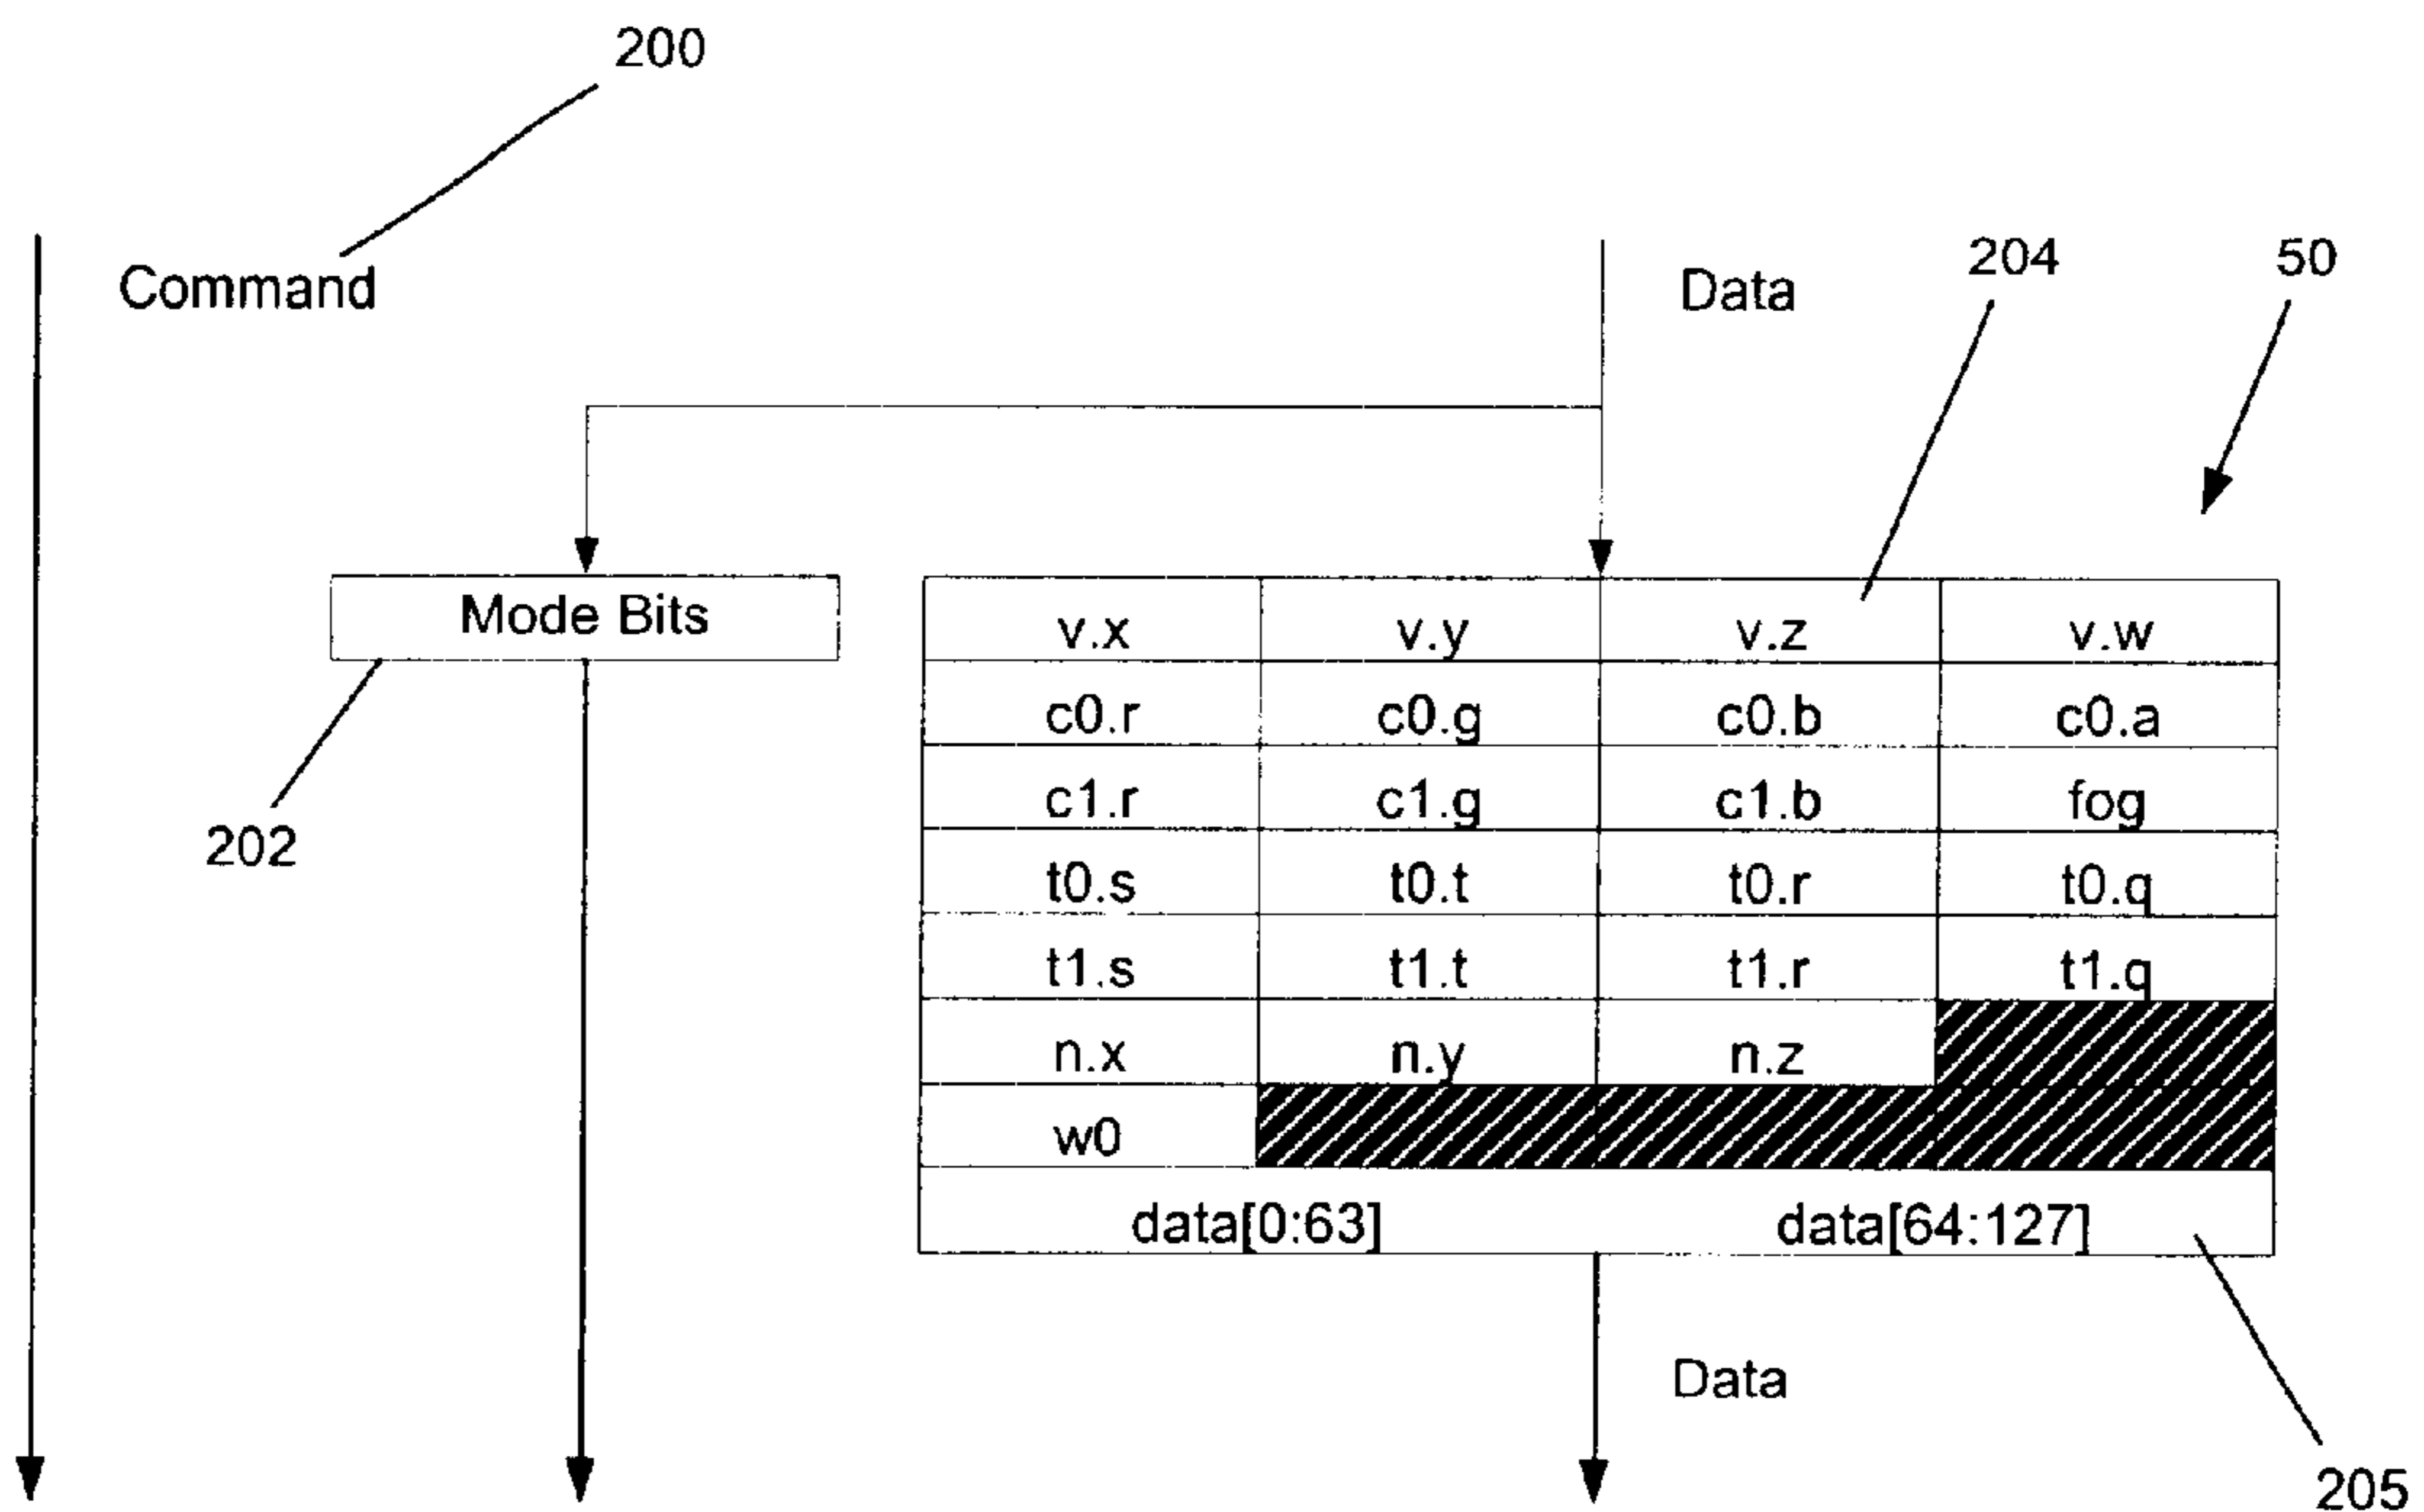 200
Command
Data
204
50
Mode Bits
v.x v.y v.z v.w
c0.r c0.g c0.b c0.a
c1.r c1.g c1.b fog
202
t0.s t0.t t0.r t0.q
t1.s t1.t t1.r t1.q
n.x n.y n.z
w0
data[0:63] data[64:127]
Data
205